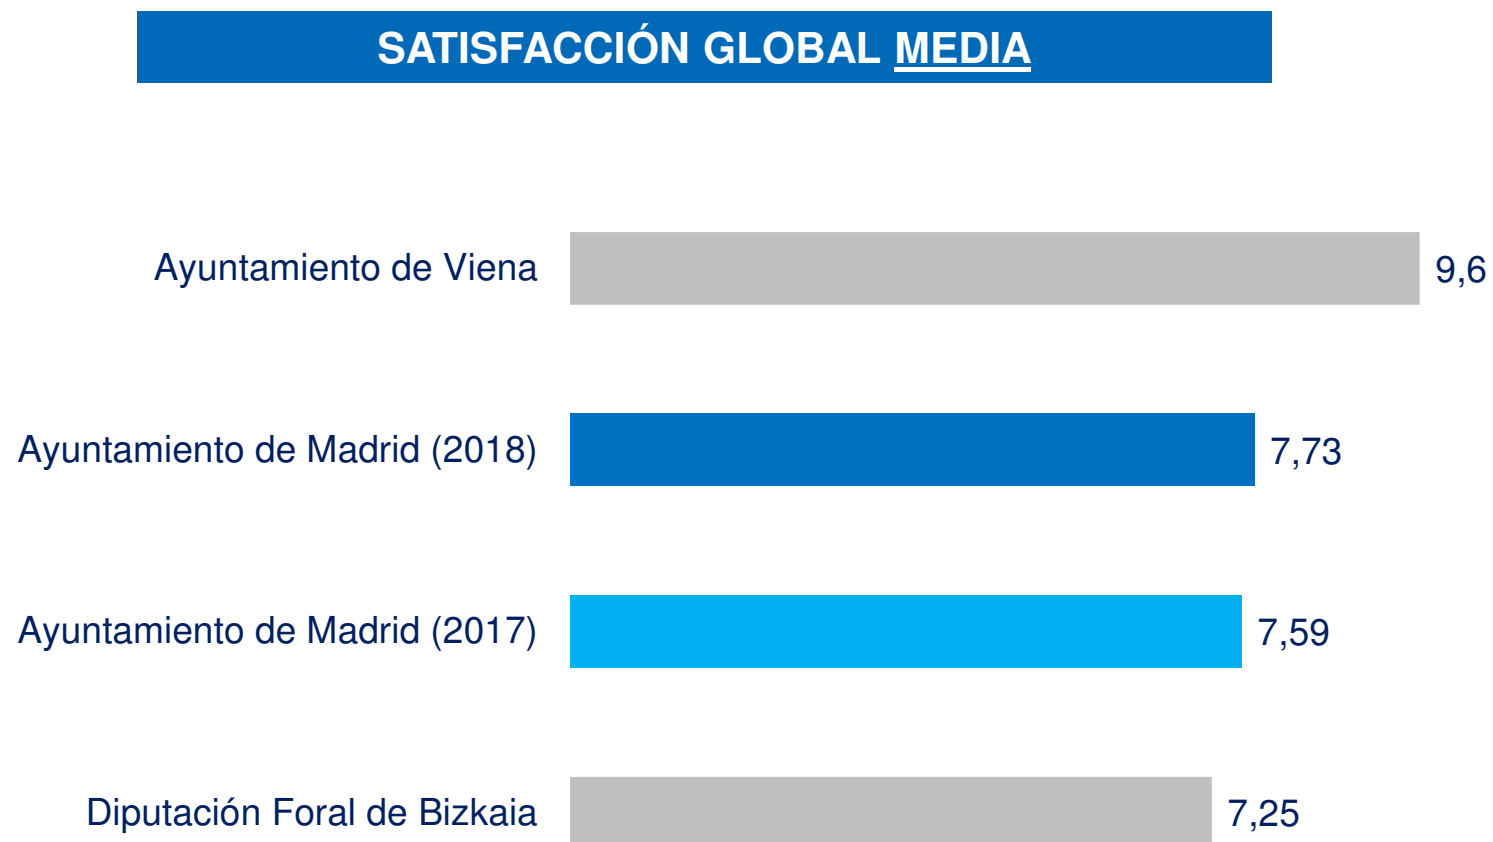 SATISFACCIÓN GLOBAL MEDIA
Ayuntamiento de Viena 9,6
Ayuntamiento de Madrid (2018) 7,73
Ayuntamiento de Madrid (2017) 7,59
Diputación Foral de Bizkaia 7,25